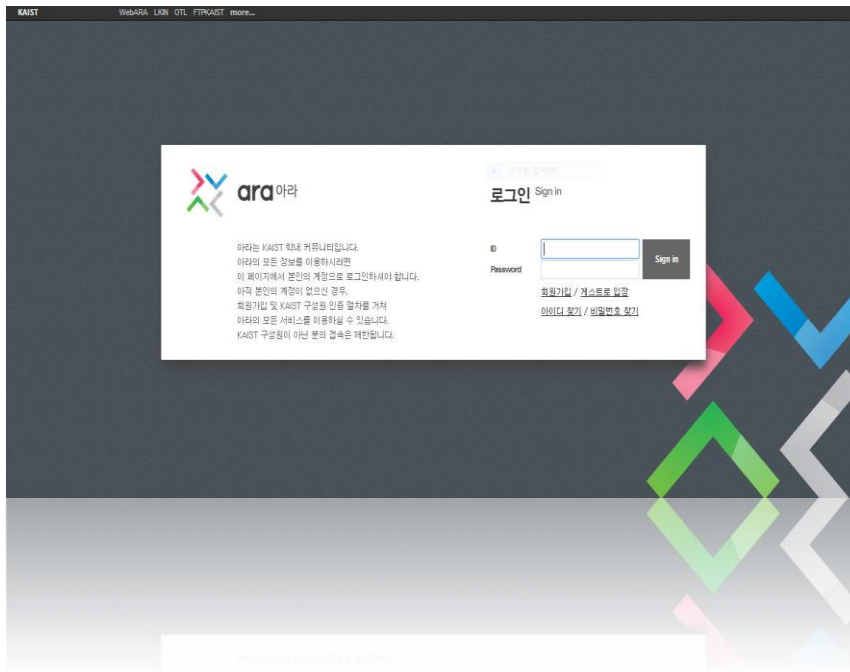 KAIST WebARA LKIN OTL FTPKAIST more...
ara 아라
로그인 Sign in
아라는 KAIST 학내 커뮤니티입니다.
아라의 모든 정보를 이용하시려면
이 페이지에서 본인의 계정으로 로그인하셔야 합니다.
아직 본인의 계정이 없으신 경우,
회원가입 및 KAIST 구성원 인증 절차를 거쳐
아라의 모든 서비스를 이용하실 수 있습니다.
KAIST 구성원이 아닌 분의 접속은 제한됩니다.
ID
Password
Sign in
회원가입 / 게스트로 입장
아이디 찾기 / 비밀번호 찾기